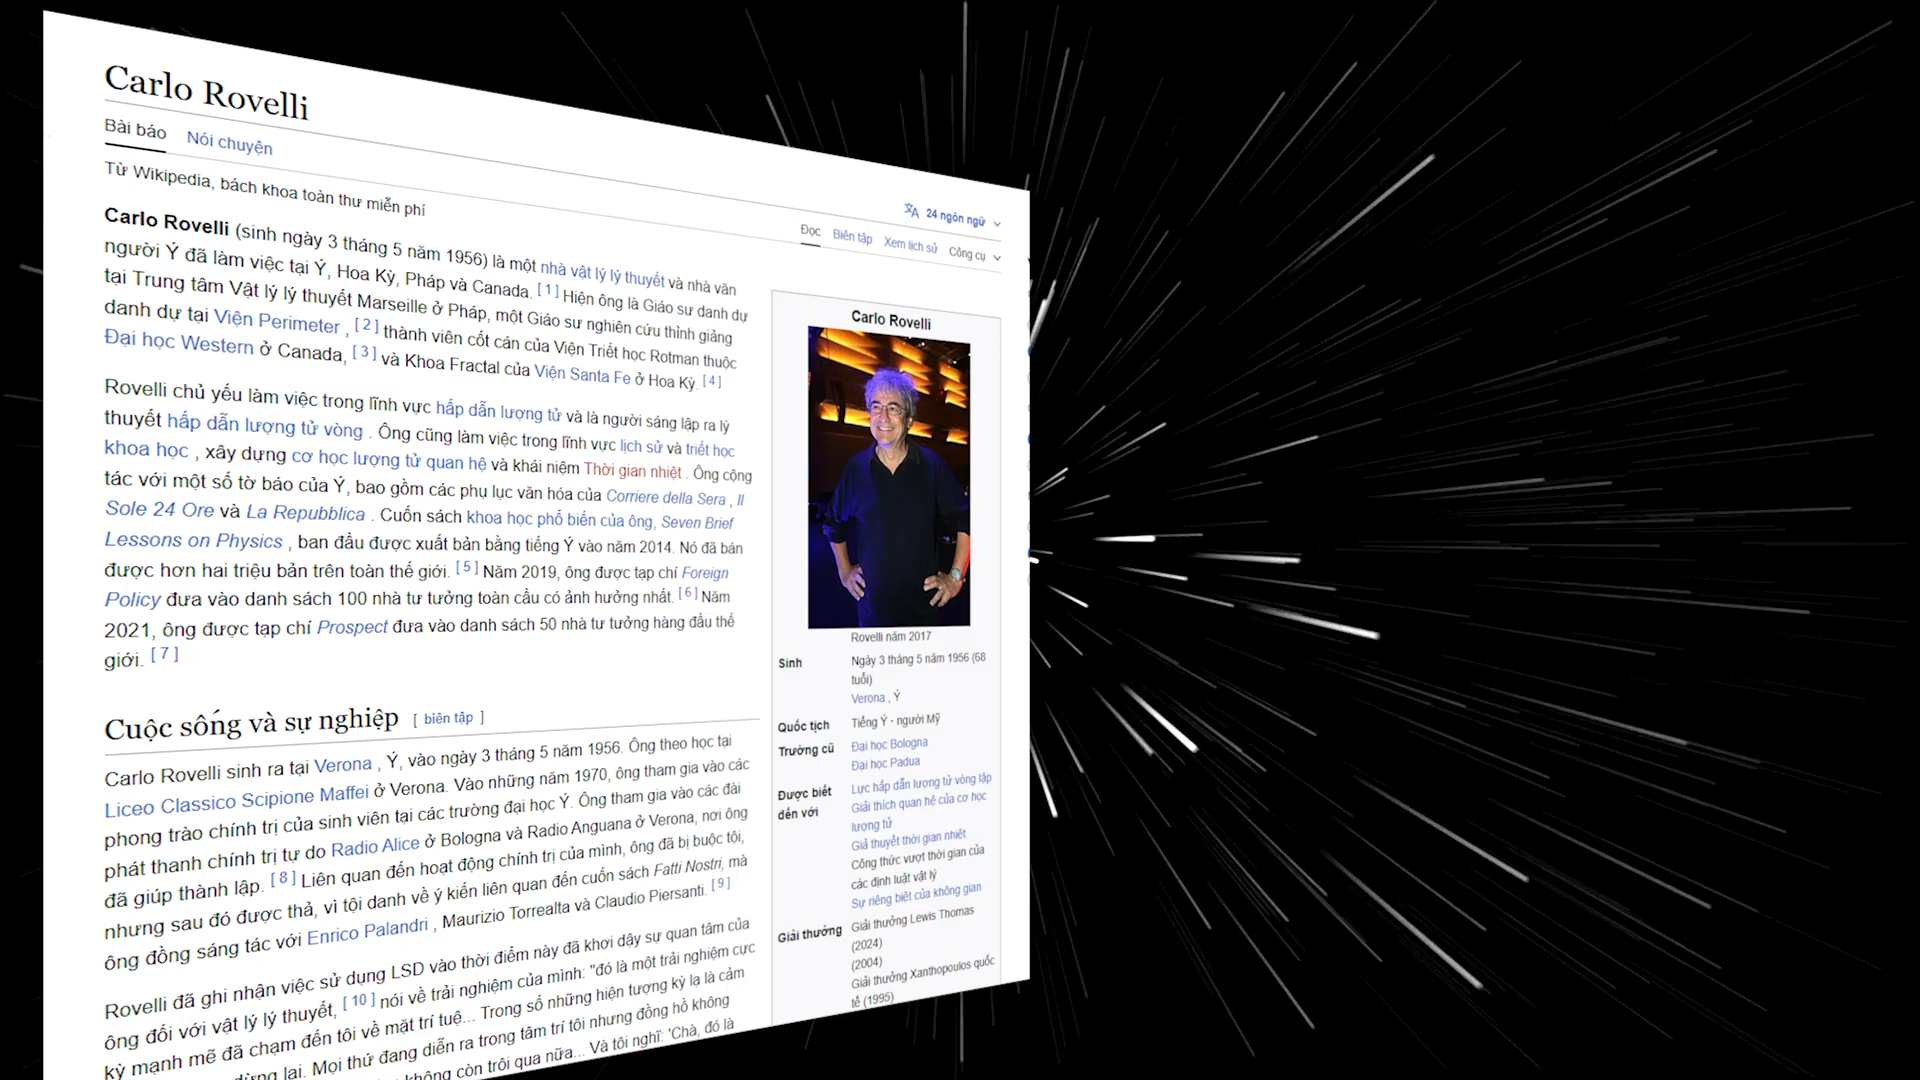 Carlo Rovelli
Bài báo Nói chuyện
24 ngôn ngữ
Đọc Biên tập Xem lịch sử Công cụ
Từ Wikipedia, bách khoa toàn thư miễn phí
Carlo Rovelli (sinh ngày 3 tháng 5 năm 1956) là một nhà vật lý lý thuyết và nhà văn
người Ý đã làm việc tại Ý, Hoa Kỳ, Pháp và Canada. [ 1 ] Hiện ông là Giáo sư danh dự
tại Trung tâm Vật lý lý thuyết Marseille ở Pháp, một Giáo sư nghiên cứu thỉnh giảng
danh dự tại Viện Perimeter , [ 2 ] thành viên cốt cán của Viện Triết học Rotman thuộc
Đại học Western ở Canada, [ 3 ] và Khoa Fractal của Viện Santa Fe ở Hoa Kỳ. [ 4 ]
Rovelli chủ yếu làm việc trong lĩnh vực hấp dẫn lượng tử và là người sáng lập ra lý
thuyết hấp dẫn lượng tử vòng . Ông cũng làm việc trong lĩnh vực lịch sử và triết học
khoa học , xây dựng cơ học lượng tử quan hệ và khái niệm Thời gian nhiệt . Ông cộng
tác với một số tờ báo của Ý, bao gồm các phụ lục văn hóa của Corriere della Sera , Il
Sole 24 Ore và La Repubblica . Cuốn sách khoa học phổ biến của ông, Seven Brief
Lessons on Physics , ban đầu được xuất bản bằng tiếng Ý vào năm 2014. Nó đã bán
được hơn hai triệu bản trên toàn thế giới. [ 5 ] Năm 2019, ông được tạp chí Foreign
Policy đưa vào danh sách 100 nhà tư tưởng toàn cầu có ảnh hưởng nhất. [ 6 ] Năm
2021, ông được tạp chí Prospect đưa vào danh sách 50 nhà tư tưởng hàng đầu thế
giới. [ 7 ]
Cuộc sống và sự nghiệp [ biên tập ]
Carlo Rovelli sinh ra tại Verona , Ý, vào ngày 3 tháng 5 năm 1956. Ông theo học tại
Liceo Classico Scipione Maffei ở Verona. Vào những năm 1970, ông tham gia vào các
phong trào chính trị của sinh viên tại các trường đại học Ý. Ông tham gia vào các đài
phát thanh chính trị tự do Radio Alice ở Bologna và Radio Anguana ở Verona, nơi ông
đã giúp thành lập. [ 8 ] Liên quan đến hoạt động chính trị của mình, ông đã bị buộc tội,
nhưng sau đó được thả, vì tội danh về ý kiến liên quan đến cuốn sách Fatti Nostri, mà
ông đồng sáng tác với Enrico Palandri , Maurizio Torrealta và Claudio Piersanti. [ 9 ]
Rovelli đã ghi nhận việc sử dụng LSD vào thời điểm này đã khơi dậy sự quan tâm của
ông đối với vật lý lý thuyết, [ 10 ] nói về trải nghiệm của mình: "đó là một trải nghiệm cực
kỳ mạnh mẽ đã chạm đến tôi về mặt trí tuệ... Trong số những hiện tượng kỳ lạ là cảm
dừng lại. Mọi thứ đang diễn ra trong tâm trí tôi nhưng đồng hồ không
không còn trôi qua nữa... Và tôi nghĩ: 'Chà, đó là
Carlo Rovelli
Rovelli năm 2017
Sinh Ngày 3 tháng 5 năm 1956 (68
tuổi)
Verona , Ý
Quốc tịch Tiếng Ý · người Mỹ
Trường cũ Đại học Bologna
Đại học Padua
Được biết đến với Lực hấp dẫn lượng tử vòng lặp
Giải thích quan hệ của cơ học
lượng tử
Giả thuyết thời gian nhiệt
Công thức vượt thời gian của
các định luật vật lý
Sự riêng biệt của không gian
Giải thưởng Giải thưởng Lewis Thomas
(2024)
(2004)
Giải thưởng Xanthopoulos quốc
tế (1995)